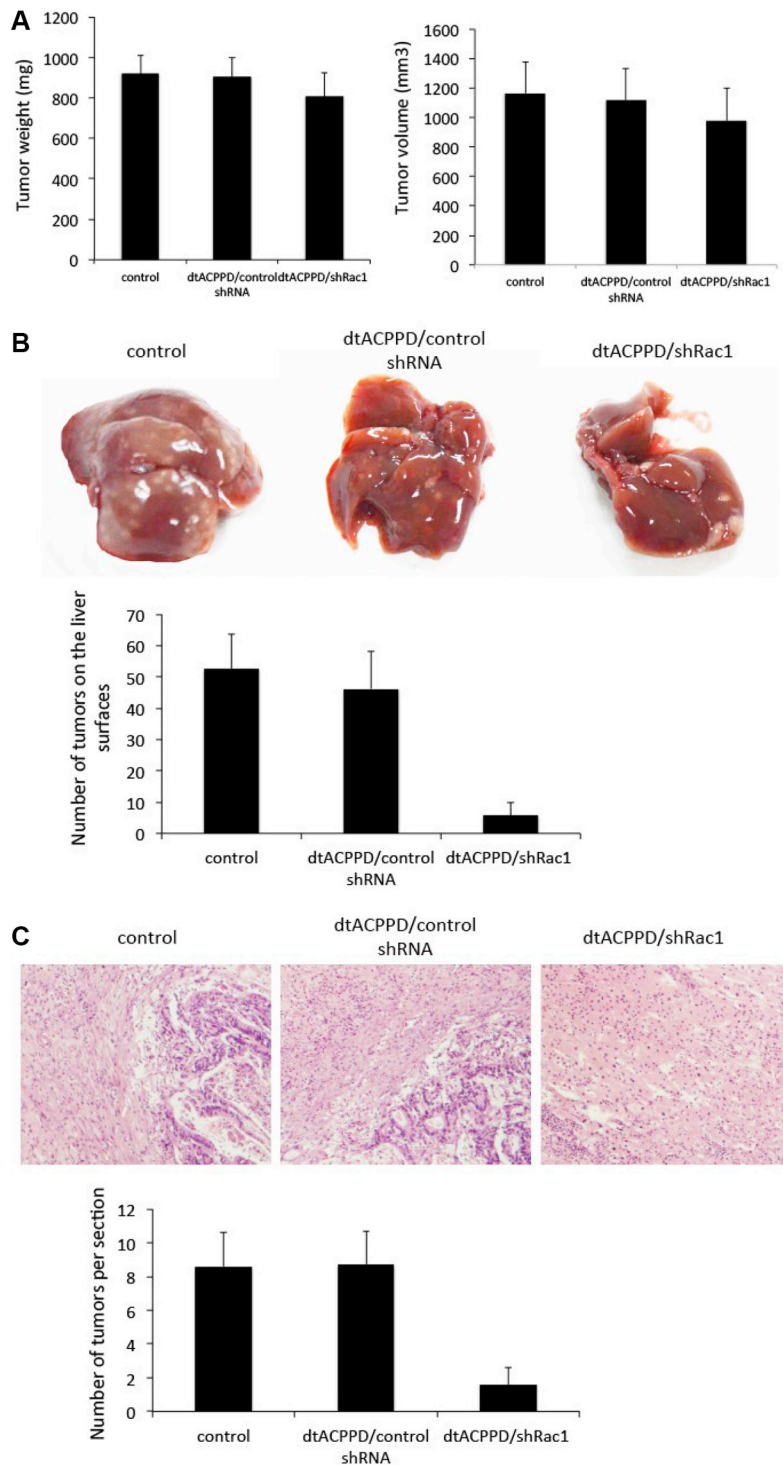 A
Tumor weight (mg)
1200
1000
800
600
400
200
0
control
dtACPPD/control
shRNA
dtACPPD/shRac1
Tumor volume (mm3)
1600
1400
1200
1000
800
600
400
200
0
control
dtACPPD/control
shRNA
dtACPPD/shRac1
B
control
dtACPPD/control
shRNA
dtACPPD/shRac1
Number of tumors on the liver
surfaces
70
60
50
40
30
20
10
0
control
dtACPPD/control
shRNA
dtACPPD/shRac1
C
control
dtACPPD/control
shRNA
dtACPPD/shRac1
Number of tumors per section
12
10
8
6
4
2
0
control
dtACPPD/control
shRNA
dtACPPD/shRac1